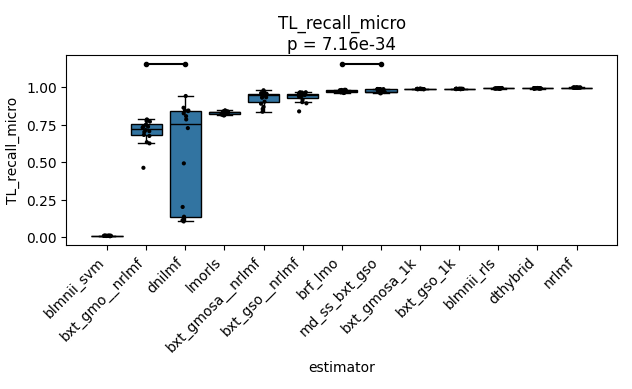 TL_recall_micro
p = 7.16e-34
TL_recall_micro
1.00
0.75
0.50
0.25
0.00
blmnii_svm
bxt_gmo__nrlmf
dnilmf
lmorls
bxt_gmosa__nrlmf
bxt_gso__nrlmf
brf_lmo
md_ss_bxt_gso
bxt_gmosa_1k
bxt_gso_1k
blmnii_rls
dthybrid
nrlmf
estimator